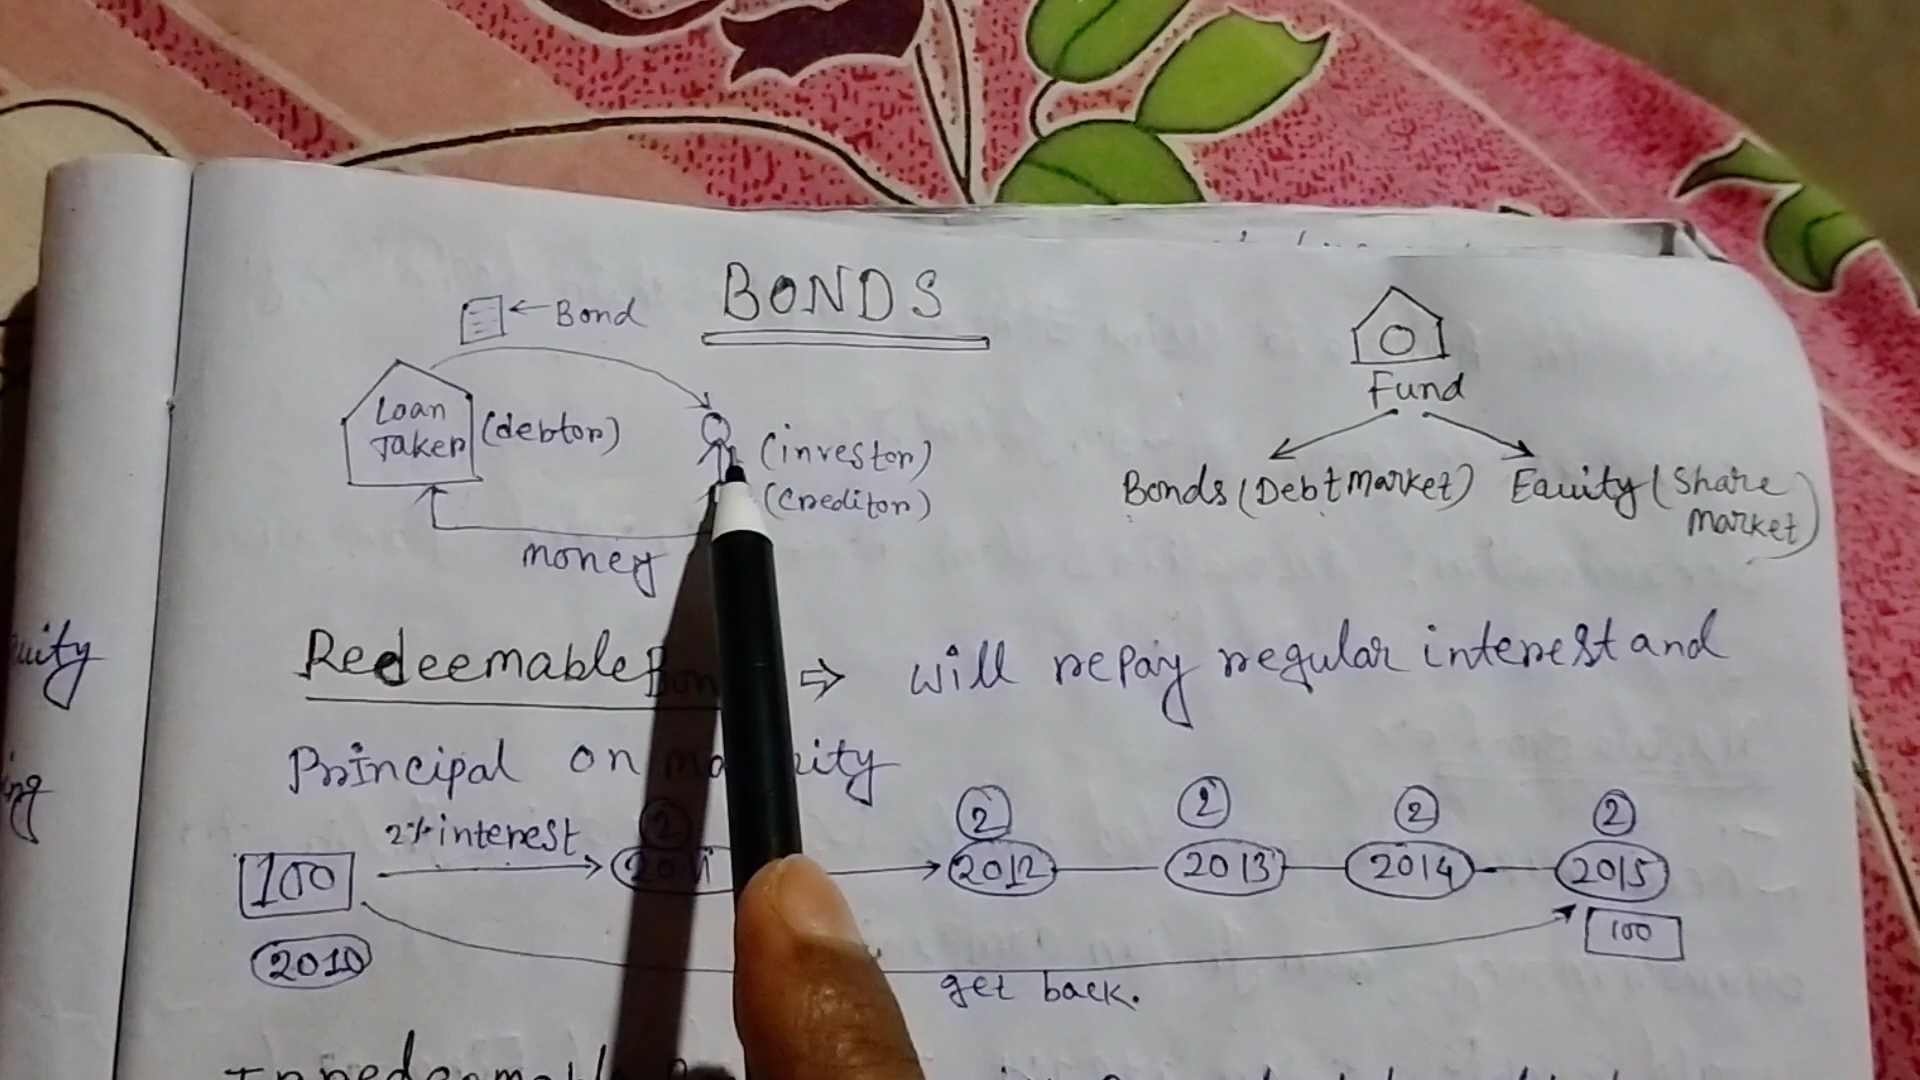 BONDS
Bond
Loan
Taker
(debtor)
(investor)
(creditor)
money
Fund
Bonds (Debt market)
Equity (Share
market)
Redeemable ⇒ will repay regular interest and
Principal on
2% interest
2 2 2 2 2
100 2011 2012 2013 2014 2015
100
2010
get back.
uity